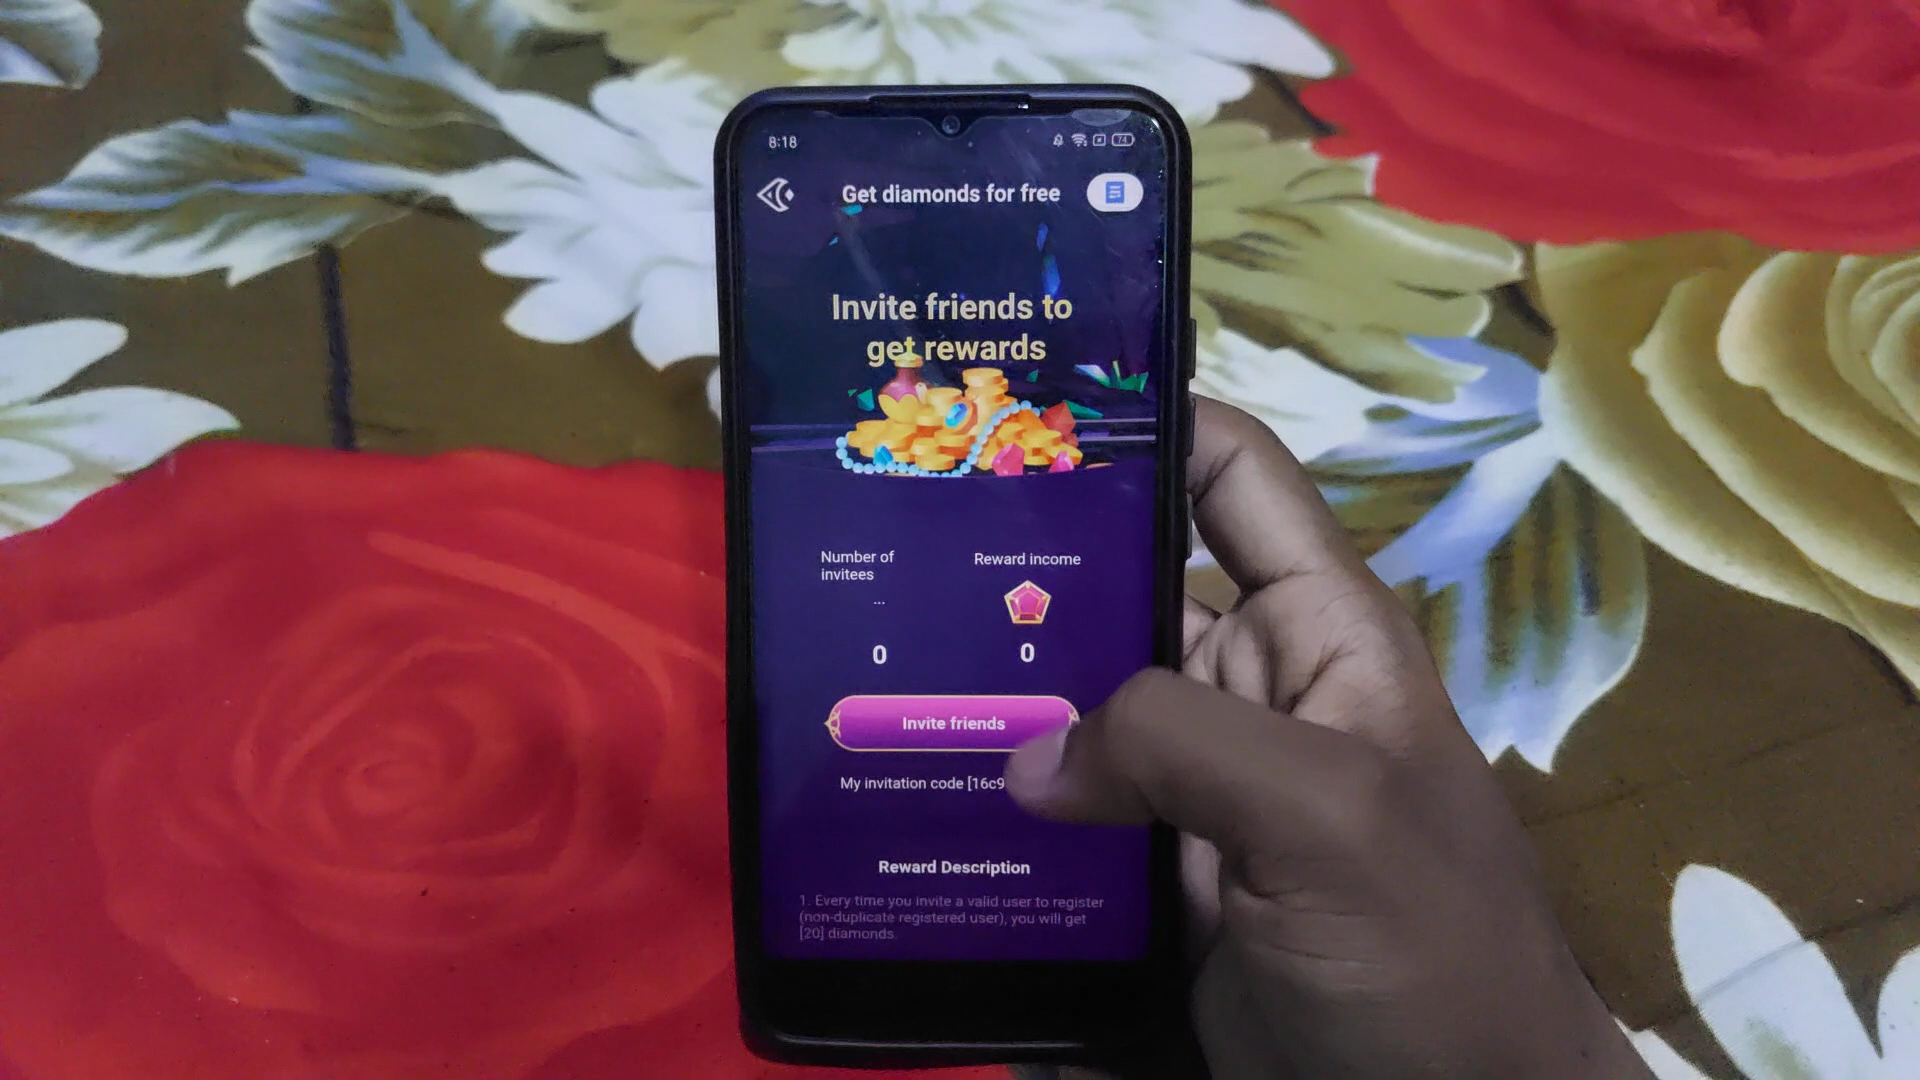 8:18
74
Get diamonds for free
Invite friends to
get rewards
Number of
invitees
Reward income
...
0
0
Invite friends
My invitation code [16c9
Reward Description
1. Every time you invite a valid user to register
(non-duplicate registered user), you will get
[20] diamonds.